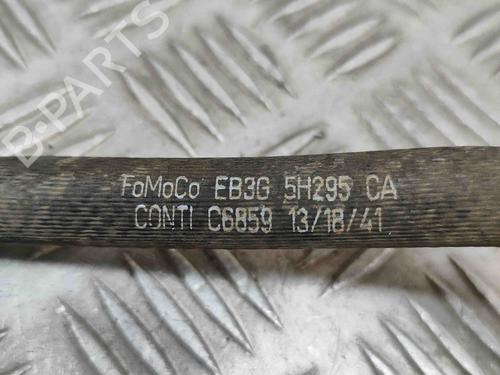 B-PARTS
FoMoCo EB3G 5H295 CA
CONTI C6859 13/18/41